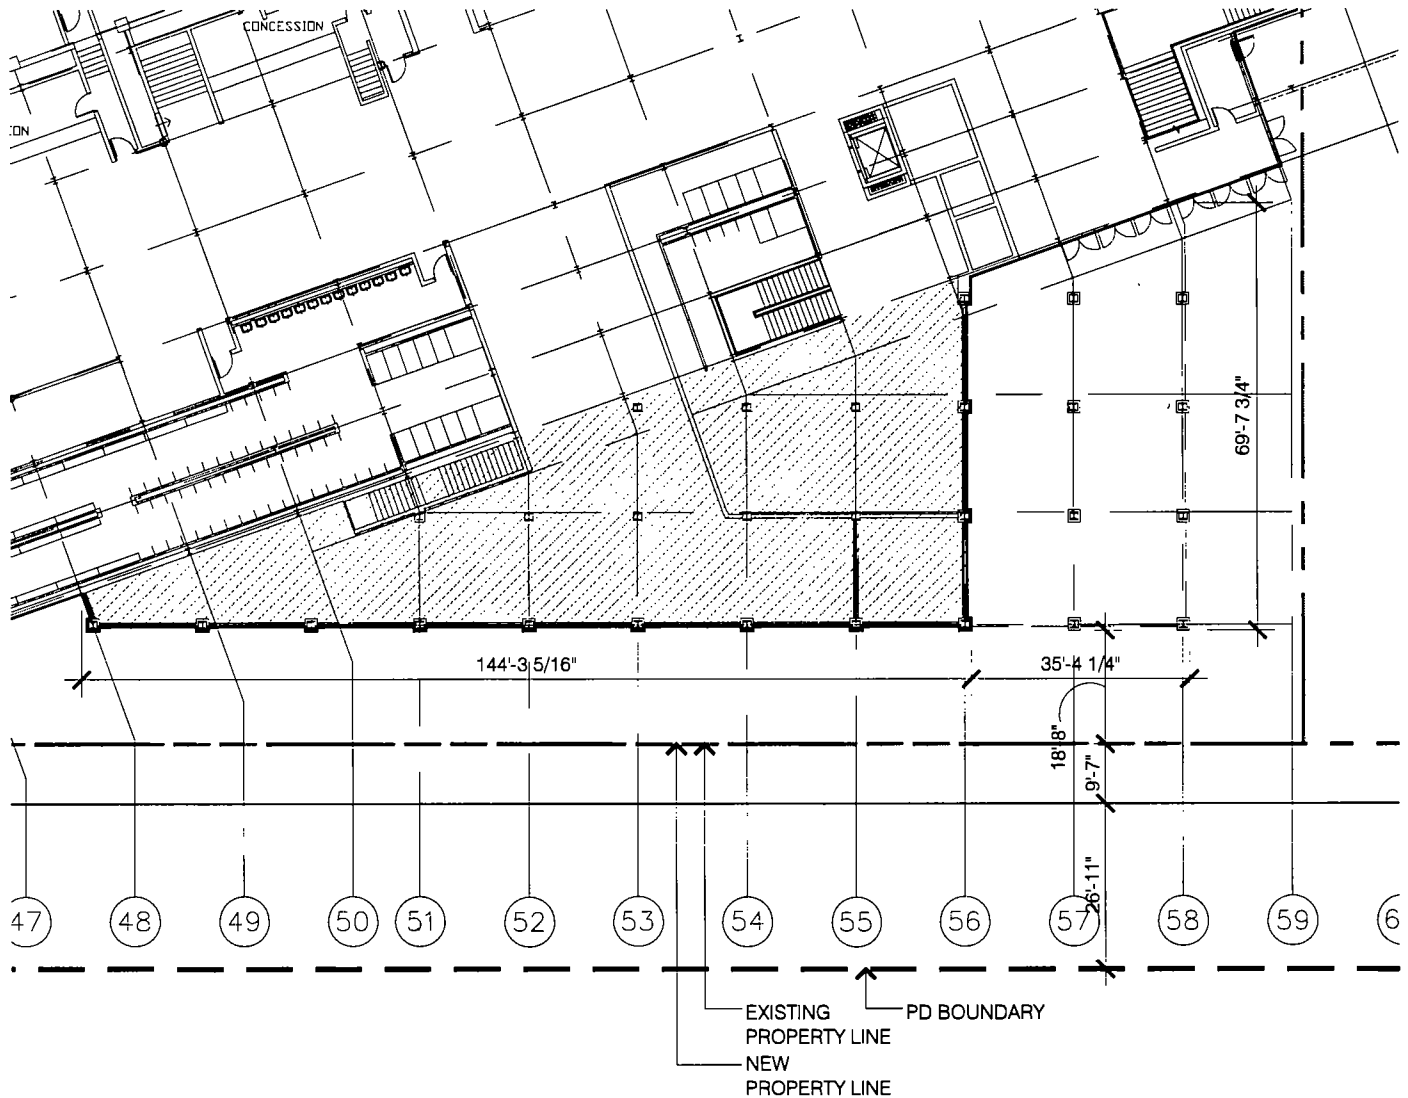 CONCESSION
ION
69'-7 3/4"
144'-3 5/16"
35'-4 1/4"
18'-8"
9'-7"
26'-11"
47
48
49
50
51
52
53
54
55
56
57
58
59
6
EXISTING
PROPERTY LINE
PD BOUNDARY
NEW
PROPERTY LINE